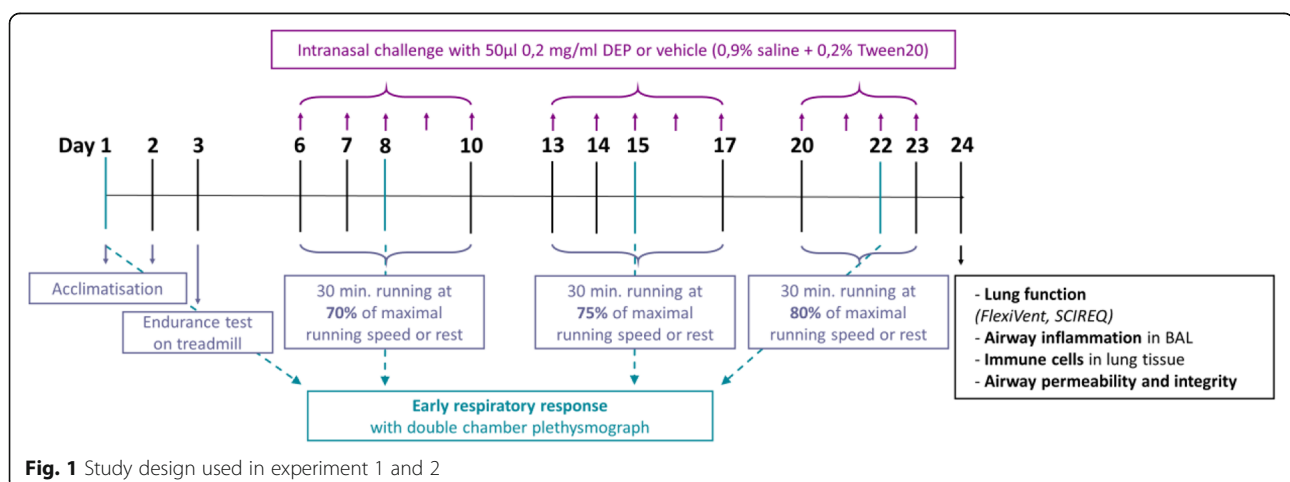 Intranasal challenge with 50µl 0,2 mg/ml DEP or vehicle (0,9% saline + 0,2% Tween20)
Day 1 2 3 6 7 8 10 13 14 15 17 20 22 23 24
Acclimatisation
Endurance test
on treadmill
30 min. running at
70% of maximal
running speed or rest
30 min. running at
75% of maximal
running speed or rest
30 min. running at
80% of maximal
running speed or rest
- Lung function
(FlexiVent, SCIREQ)
- Airway inflammation in BAL
- Immune cells in lung tissue
- Airway permeability and integrity
Early respiratory response
with double chamber plethysmograph
Fig. 1 Study design used in experiment 1 and 2